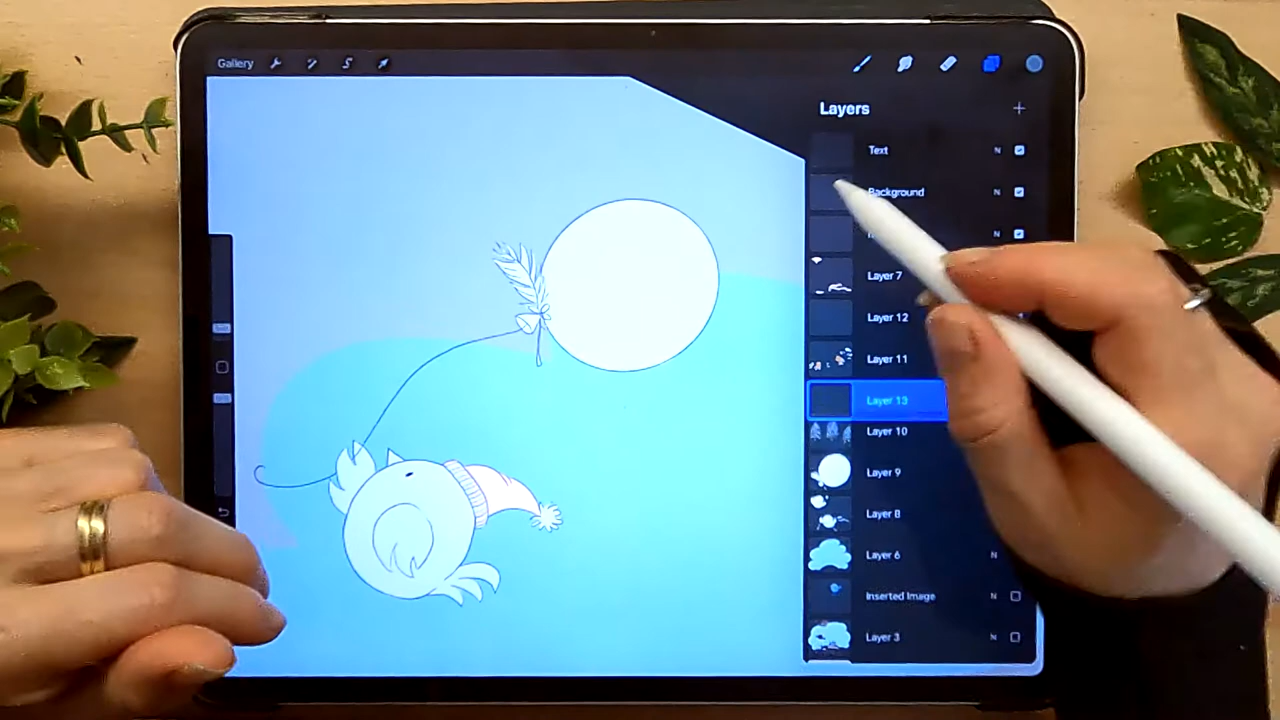 Gallery
Layers
Text N
Background N
N
Layer 7
Layer 12
Layer 11
Layer 13
Layer 10
Layer 9
Layer 8
Layer 6 N
Inserted Image N
Layer 3 N